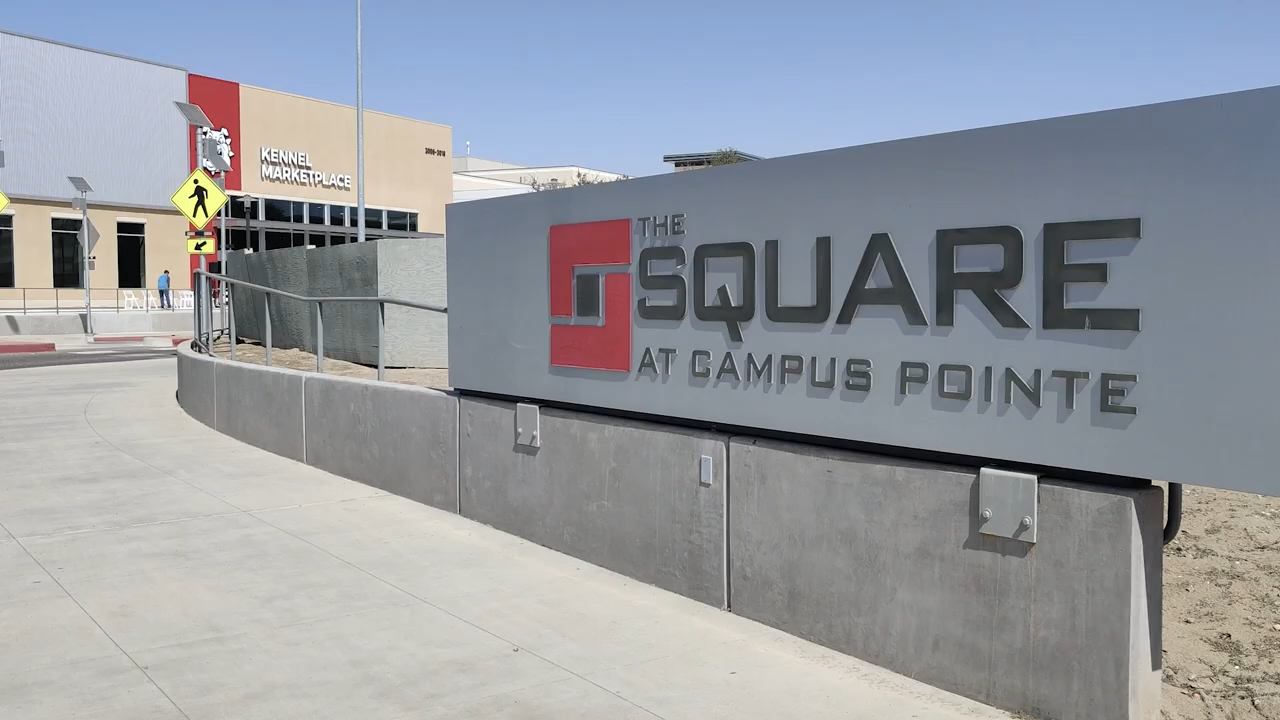 KENNEL
MARKETPLACE
THE
SQUARE
AT CAMPUS POINTE